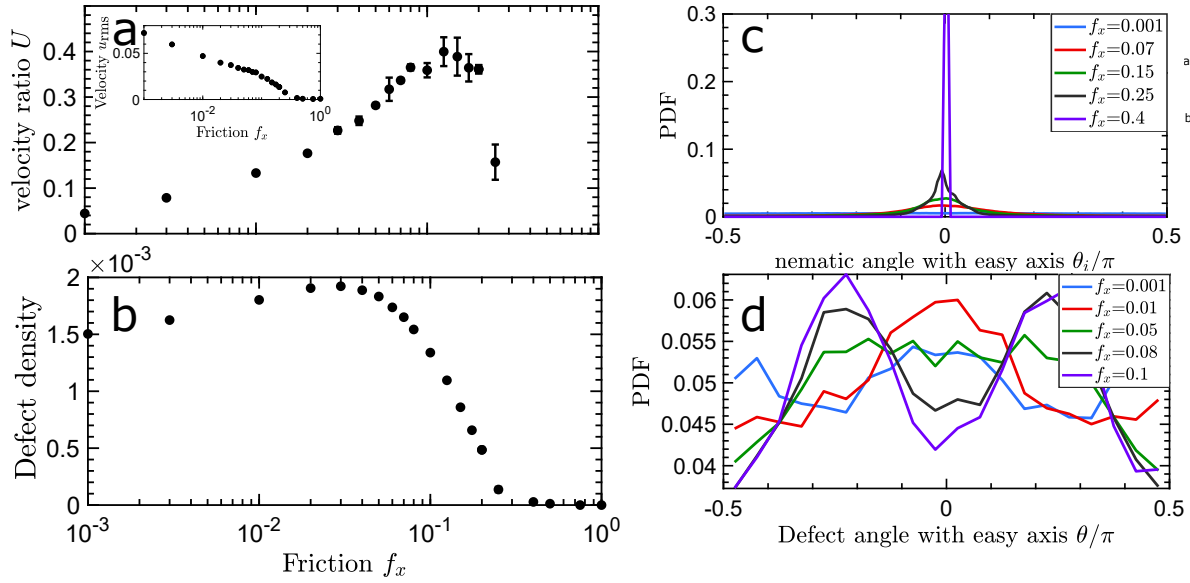 a
velocity ratio U
0.4
0.3
0.2
0.1
0
Velocity u_rms
0.05
0
10^-2
10^0
Friction f_x
×10^-3
b
Defect density
2
1.5
1
0.5
0
10^-3
10^-2
10^-1
10^0
Friction f_x
c
PDF
0.3
0.2
0.1
0
-0.5
0
0.5
nematic angle with easy axis θ_i/π
f_x=0.001
f_x=0.07
f_x=0.15
f_x=0.25
f_x=0.4
a
b
d
PDF
0.06
0.055
0.05
0.045
0.04
-0.5
0
0.5
Defect angle with easy axis θ/π
f_x=0.001
f_x=0.01
f_x=0.05
f_x=0.08
f_x=0.1